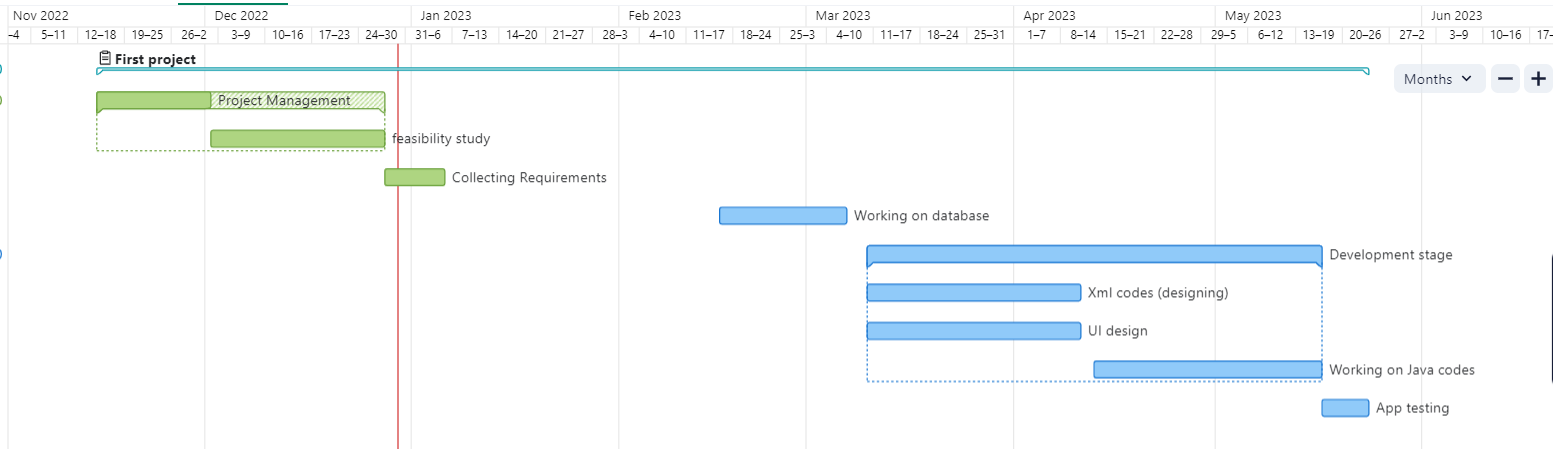 Nov 2022 Dec 2022 Jan 2023 Feb 2023 Mar 2023 Apr 2023 May 2023 Jun 2023
–4 5–11 12–18 19–25 26–2 3–9 10–16 17–23 24–30 31–6 7–13 14–20 21–27 28–3 4–10 11–17 18–24 25–3 4–10 11–17 18–24 25–31 1–7 8–14 15–21 22–28 29–5 6–12 13–19 20–26 27–2 3–9 10–16 17–
First project
Months
Project Management
feasibility study
Collecting Requirements
Working on database
Development stage
Xml codes (designing)
UI design
Working on Java codes
App testing